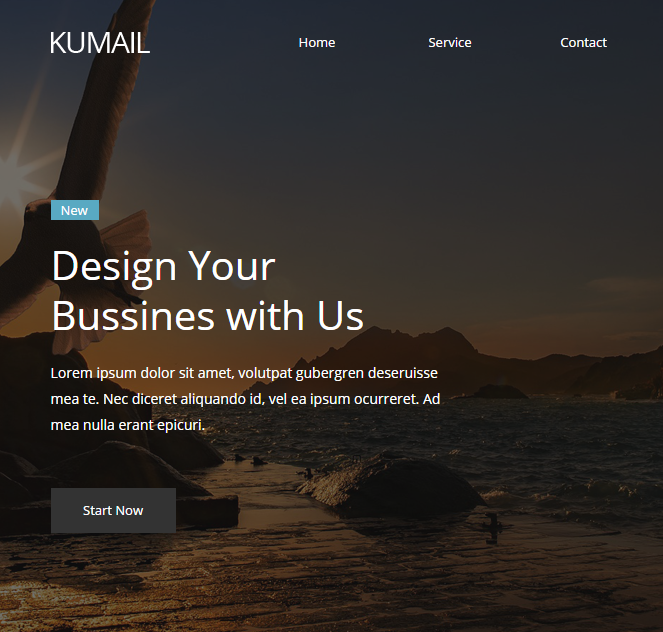 KUMAIL
Home
Service
Contact
New
Design Your
Bussines with Us
Lorem ipsum dolor sit amet, volutpat gubergren deseruisse
mea te. Nec diceret aliquando id, vel ea ipsum ocurreret. Ad
mea nulla erant epicuri.
Start Now